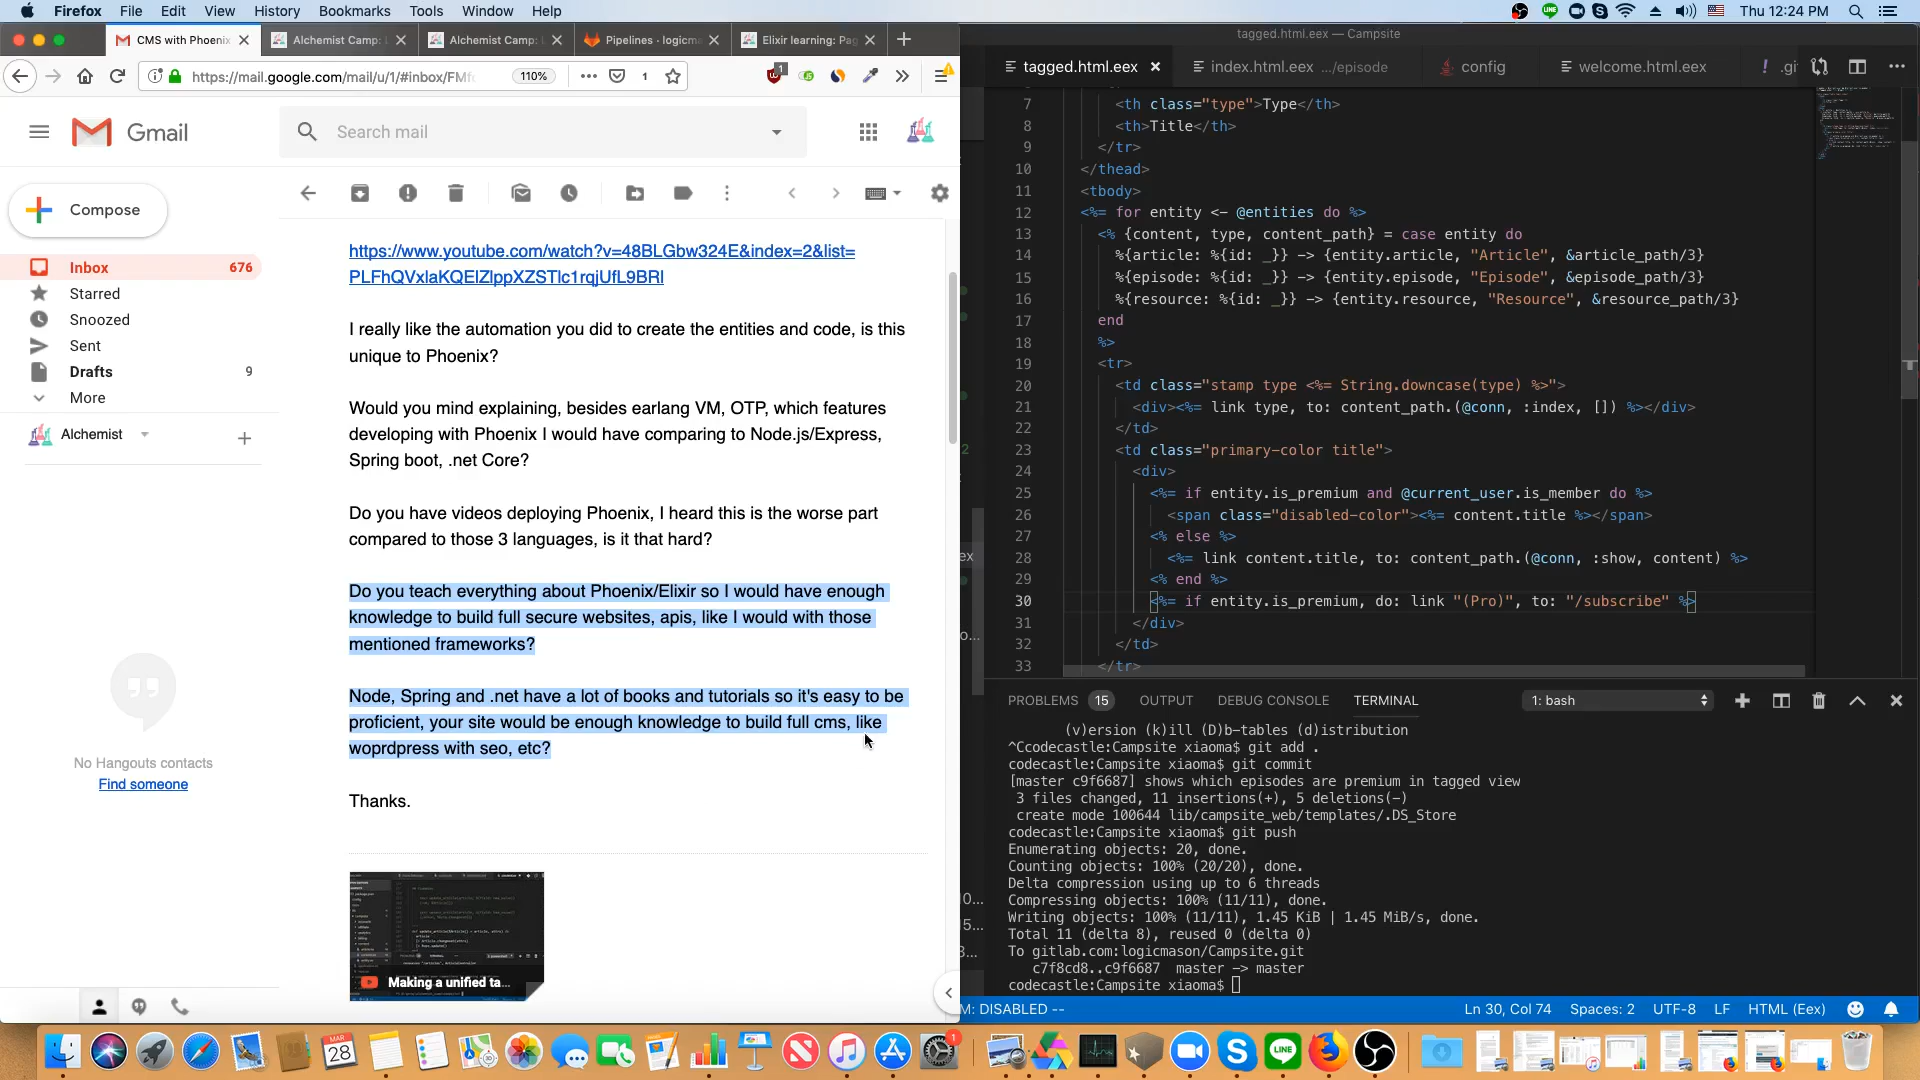 Firefox File Edit View History Bookmarks Tools Window Help
Thu 12:24 PM
CMS with Phoenix
Alchemist Camp:
Alchemist Camp:
Pipelines · logicma
Elixir learning: Pag
https://mail.google.com/mail/u/1/#inbox/FMf
110%
1
1
Gmail
Search mail
Compose
Inbox 676
Starred
Snoozed
Sent
Drafts 9
More
Alchemist
No Hangouts contacts
Find someone
https://www.youtube.com/watch?v=48BLGbw324E&index=2&list=
PLFhQVxlaKQElZlppXZSTlc1rqjUfL9BRl
I really like the automation you did to create the entities and code, is this
unique to Phoenix?
Would you mind explaining, besides earlang VM, OTP, which features
developing with Phoenix I would have comparing to Node.js/Express,
Spring boot, .net Core?
Do you have videos deploying Phoenix, I heard this is the worse part
compared to those 3 languages, is it that hard?
Do you teach everything about Phoenix/Elixir so I would have enough
knowledge to build full secure websites, apis, like I would with those
mentioned frameworks?
Node, Spring and .net have a lot of books and tutorials so it's easy to be
proficient, your site would be enough knowledge to build full cms, like
woprdpress with seo, etc?
Thanks.
Making a unified ta...
tagged.html.eex — Campsite
tagged.html.eex
index.html.eex .../episode
config
welcome.html.eex
.gi
7 <th class="type">Type</th>
8 <th>Title</th>
9 </tr>
10 </thead>
11 <tbody>
12 <%= for entity <- @entities do %>
13 <% {content, type, content_path} = case entity do
14 %{article: %{id: _}} -> {entity.article, "Article", &article_path/3}
15 %{episode: %{id: _}} -> {entity.episode, "Episode", &episode_path/3}
16 %{resource: %{id: _}} -> {entity.resource, "Resource", &resource_path/3}
17 end
18 %>
19 <tr>
20 <td class="stamp type <%= String.downcase(type) %>">
21 <div><%= link type, to: content_path.(@conn, :index, []) %></div>
22 </td>
23 <td class="primary-color title">
24 <div>
25 <%= if entity.is_premium and @current_user.is_member do %>
26 <span class="disabled-color"><%= content.title %></span>
27 <% else %>
28 <%= link content.title, to: content_path.(@conn, :show, content) %>
29 <% end %>
30 <%= if entity.is_premium, do: link "(Pro)", to: "/subscribe" %>
31 </div>
32 </td>
33 </tr>
PROBLEMS 15 OUTPUT DEBUG CONSOLE TERMINAL
1: bash
(v)ersion (k)ill (D)b-tables (d)istribution
^Ccodecastle:Campsite xiaoma$ git add .
codecastle:Campsite xiaoma$ git commit
[master c9f6687] shows which episodes are premium in tagged view
3 files changed, 11 insertions(+), 5 deletions(-)
create mode 100644 lib/campsite_web/templates/.DS_Store
codecastle:Campsite xiaoma$ git push
Enumerating objects: 20, done.
Counting objects: 100% (20/20), done.
Delta compression using up to 6 threads
Compressing objects: 100% (11/11), done.
Writing objects: 100% (11/11), 1.45 KiB | 1.45 MiB/s, done.
Total 11 (delta 8), reused 0 (delta 0)
To gitlab.com:logicmason/Campsite.git
c7f8cd8..c9f6687 master -> master
codecastle:Campsite xiaoma$
M: DISABLED --
Ln 30, Col 74 Spaces: 2 UTF-8 LF HTML (Eex)
MAR
28
1
LINE